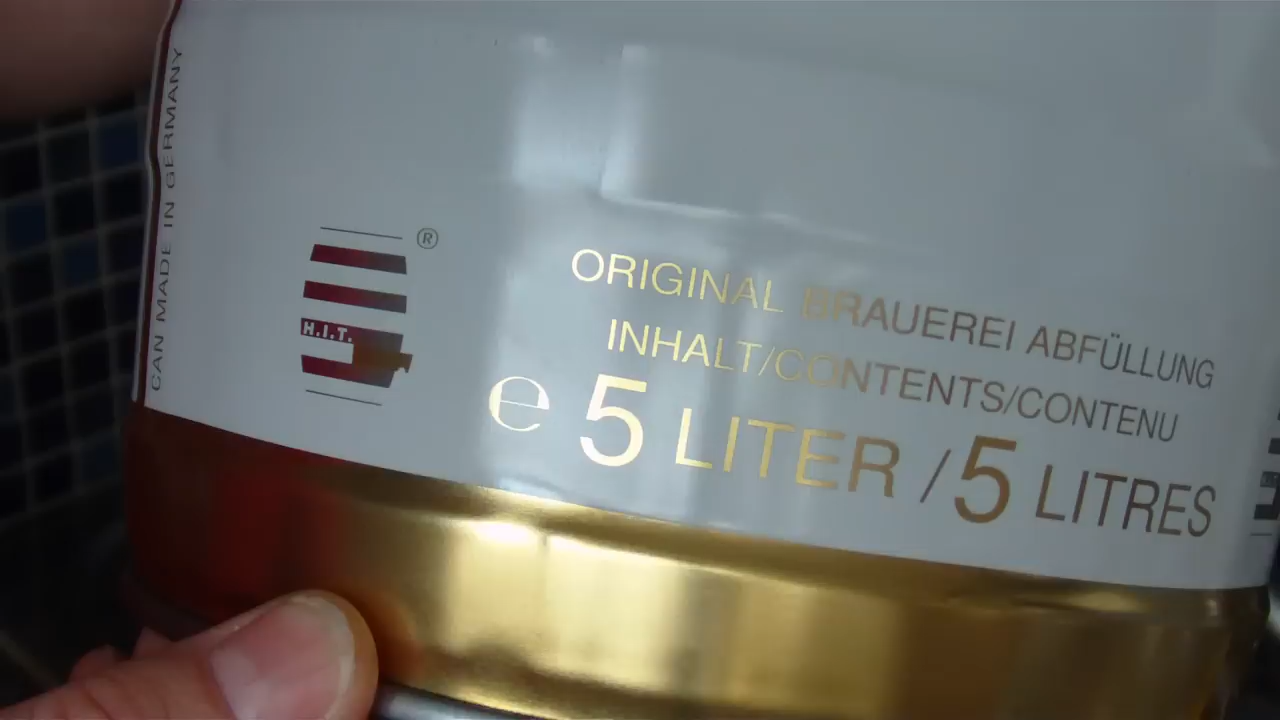 CAN MADE IN GERMANY
®
H.I.T.
ORIGINAL BRAUEREI ABFÜLLUNG
INHALT/CONTENTS/CONTENU
℮ 5 LITER / 5 LITRES